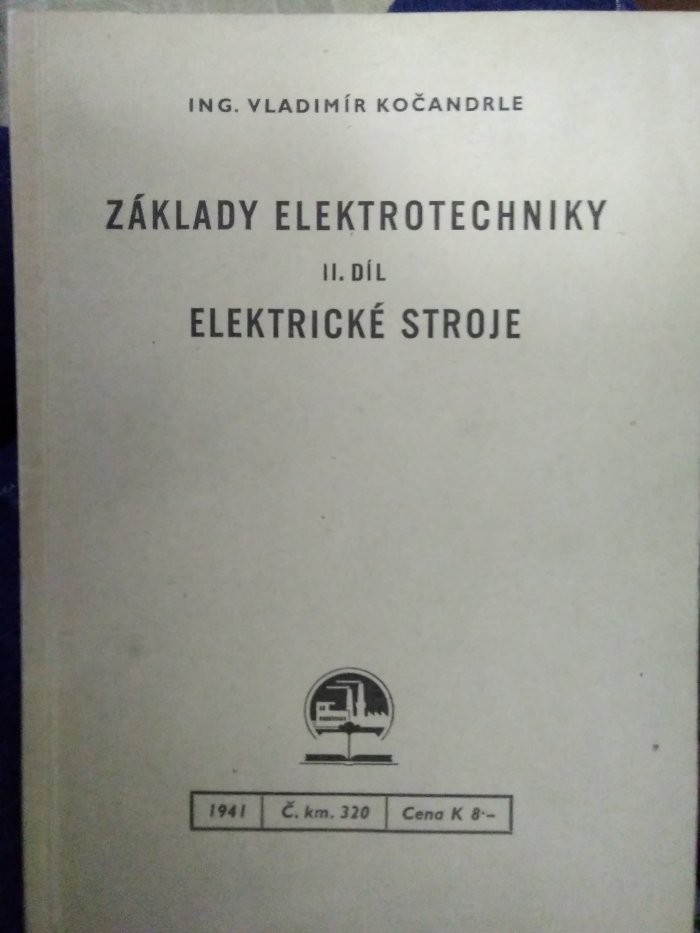 ING. VLADIMÍR KOČANDRLE
ZÁKLADY ELEKTROTECHNIKY
II. DÍL
ELEKTRICKÉ STROJE
1941 Č. km. 320 Cena K 8·–